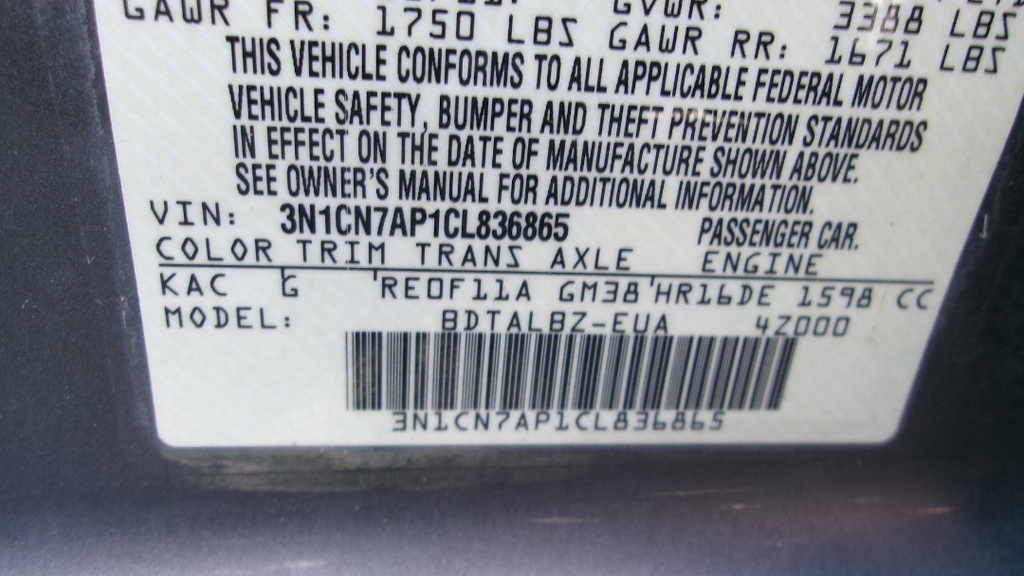 GVWR: 3388 LBS
GAWR FR: 1750 LBS GAWR RR: 1671 LBS
THIS VEHICLE CONFORMS TO ALL APPLICABLE FEDERAL MOTOR
VEHICLE SAFETY, BUMPER AND THEFT PREVENTION STANDARDS
IN EFFECT ON THE DATE OF MANUFACTURE SHOWN ABOVE.
SEE OWNER'S MANUAL FOR ADDITIONAL INFORMATION.
VIN: 3N1CN7AP1CL836865 PASSENGER CAR.
COLOR TRIM TRANS AXLE ENGINE
KAC G RE0F11A GM38 HR16DE 1598 CC
MODEL: BDTALBZ-EUA 4Z000
3N1CN7AP1CL836865